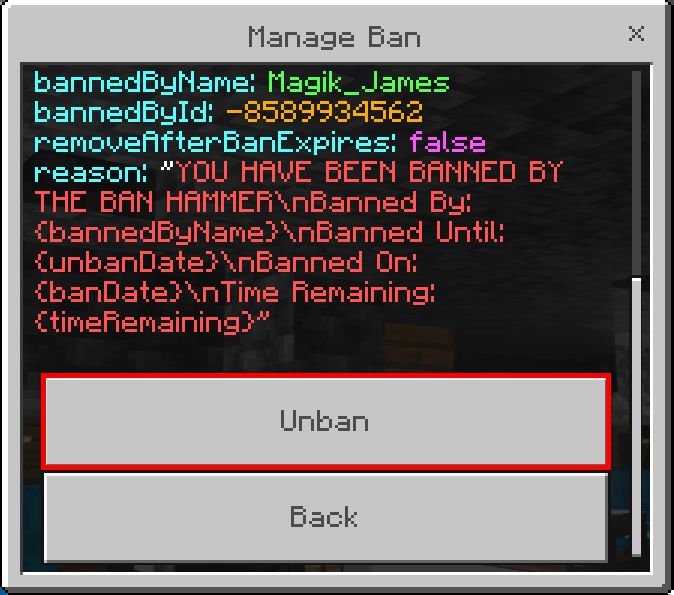 Manage Ban
bannedByName: Magik_James
bannedById: -8589934562
removeAfterBanExpires: false
reason: "YOU HAVE BEEN BANNED BY
THE BAN HAMMER\nBanned By:
{bannedByName}\nBanned Until:
{unbanDate}\nBanned On:
{banDate}\nTime Remaining:
{timeRemaining}"
Unban
Back